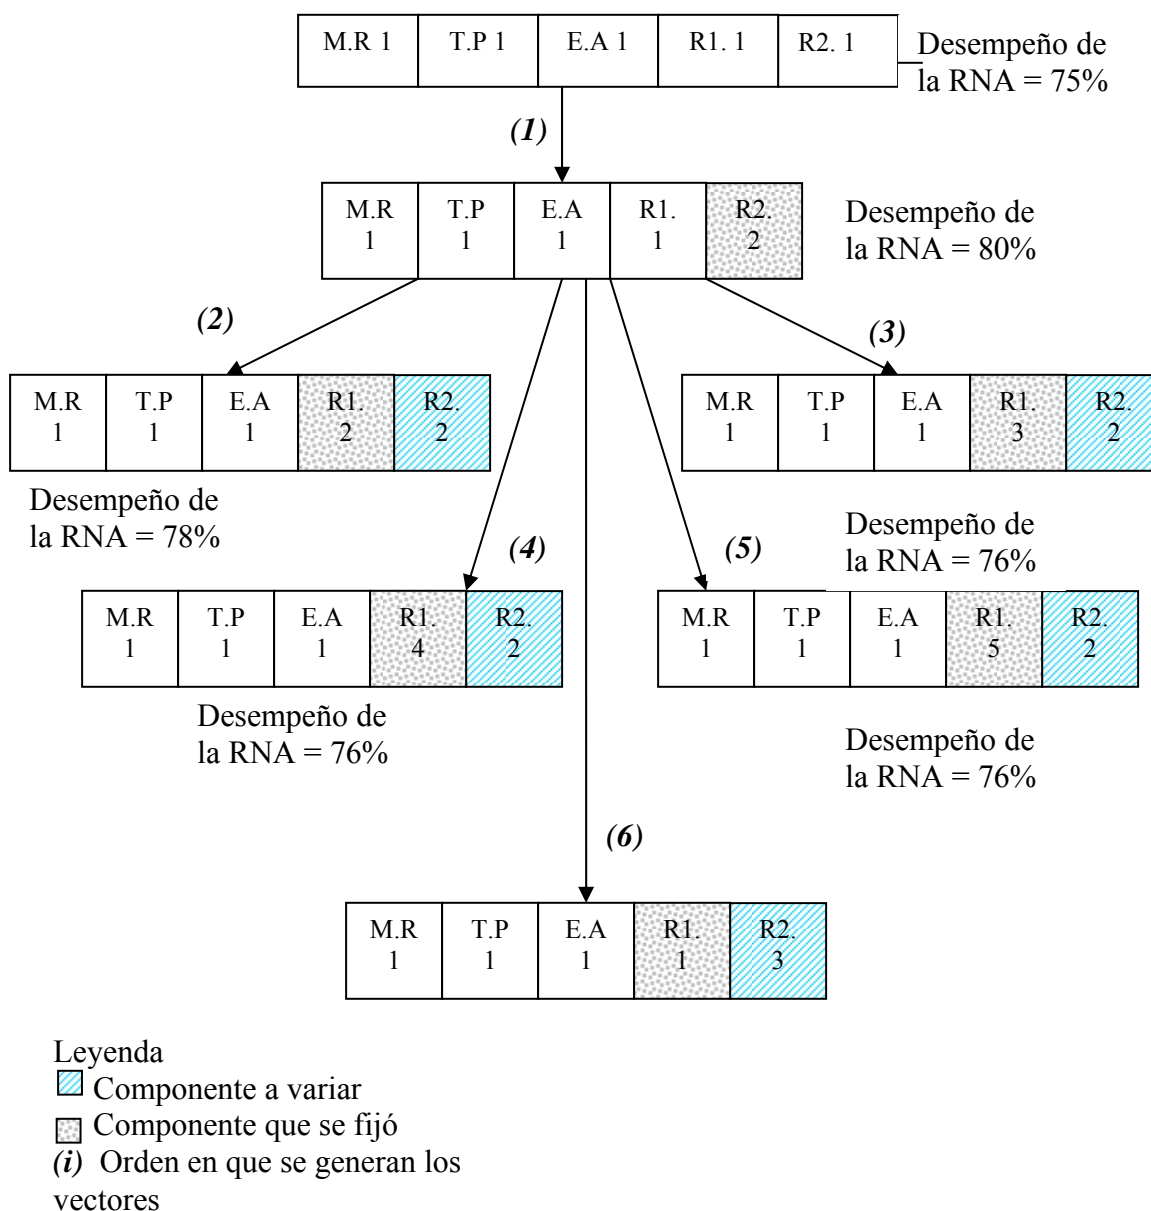 M.R 1 T.P 1 E.A 1 R1. 1 R2. 1
Desempeño de
la RNA = 75%
(1)
M.R T.P E.A R1. R2.
1 1 1 1 2
Desempeño de
la RNA = 80%
(2)
(3)
M.R T.P E.A R1. R2.
1 1 1 2 2
M.R T.P E.A R1. R2.
1 1 1 3 2
Desempeño de
la RNA = 78%
Desempeño de
la RNA = 76%
(4)
(5)
M.R T.P E.A R1. R2.
1 1 1 4 2
M.R T.P E.A R1. R2.
1 1 1 5 2
Desempeño de
la RNA = 76%
Desempeño de
la RNA = 76%
(6)
M.R T.P E.A R1. R2.
1 1 1 1 3
Leyenda
Componente a variar
Componente que se fijó
(i) Orden en que se generan los
vectores